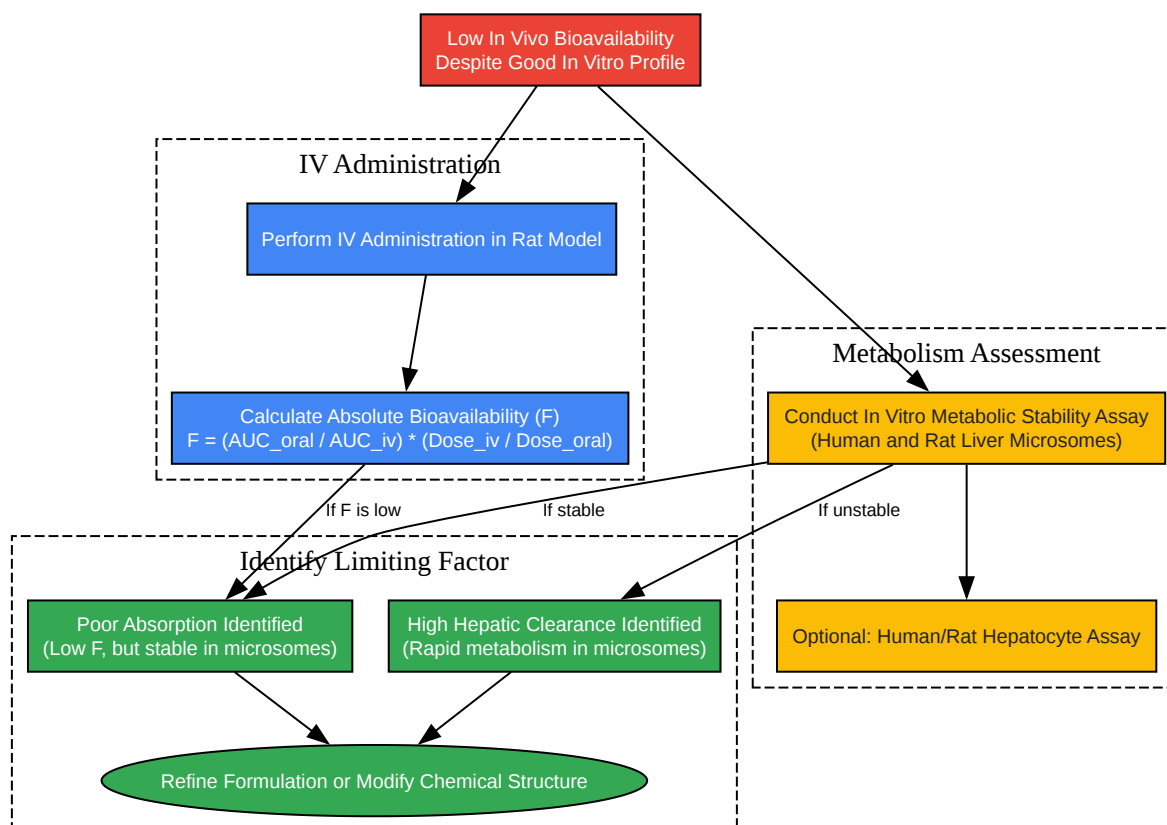 Low In Vivo Bioavailability
Despite Good In Vitro Profile
IV Administration
Perform IV Administration in Rat Model
Metabolism Assessment
Calculate Absolute Bioavailability (F)
F = (AUC_oral / AUC_iv) * (Dose_iv / Dose_oral)
Conduct In Vitro Metabolic Stability Assay
(Human and Rat Liver Microsomes)
If F is low
If stable
If unstable
Identify Limiting Factor
Poor Absorption Identified
(Low F, but stable in microsomes)
High Hepatic Clearance Identified
(Rapid metabolism in microsomes)
Optional: Human/Rat Hepatocyte Assay
Refine Formulation or Modify Chemical Structure